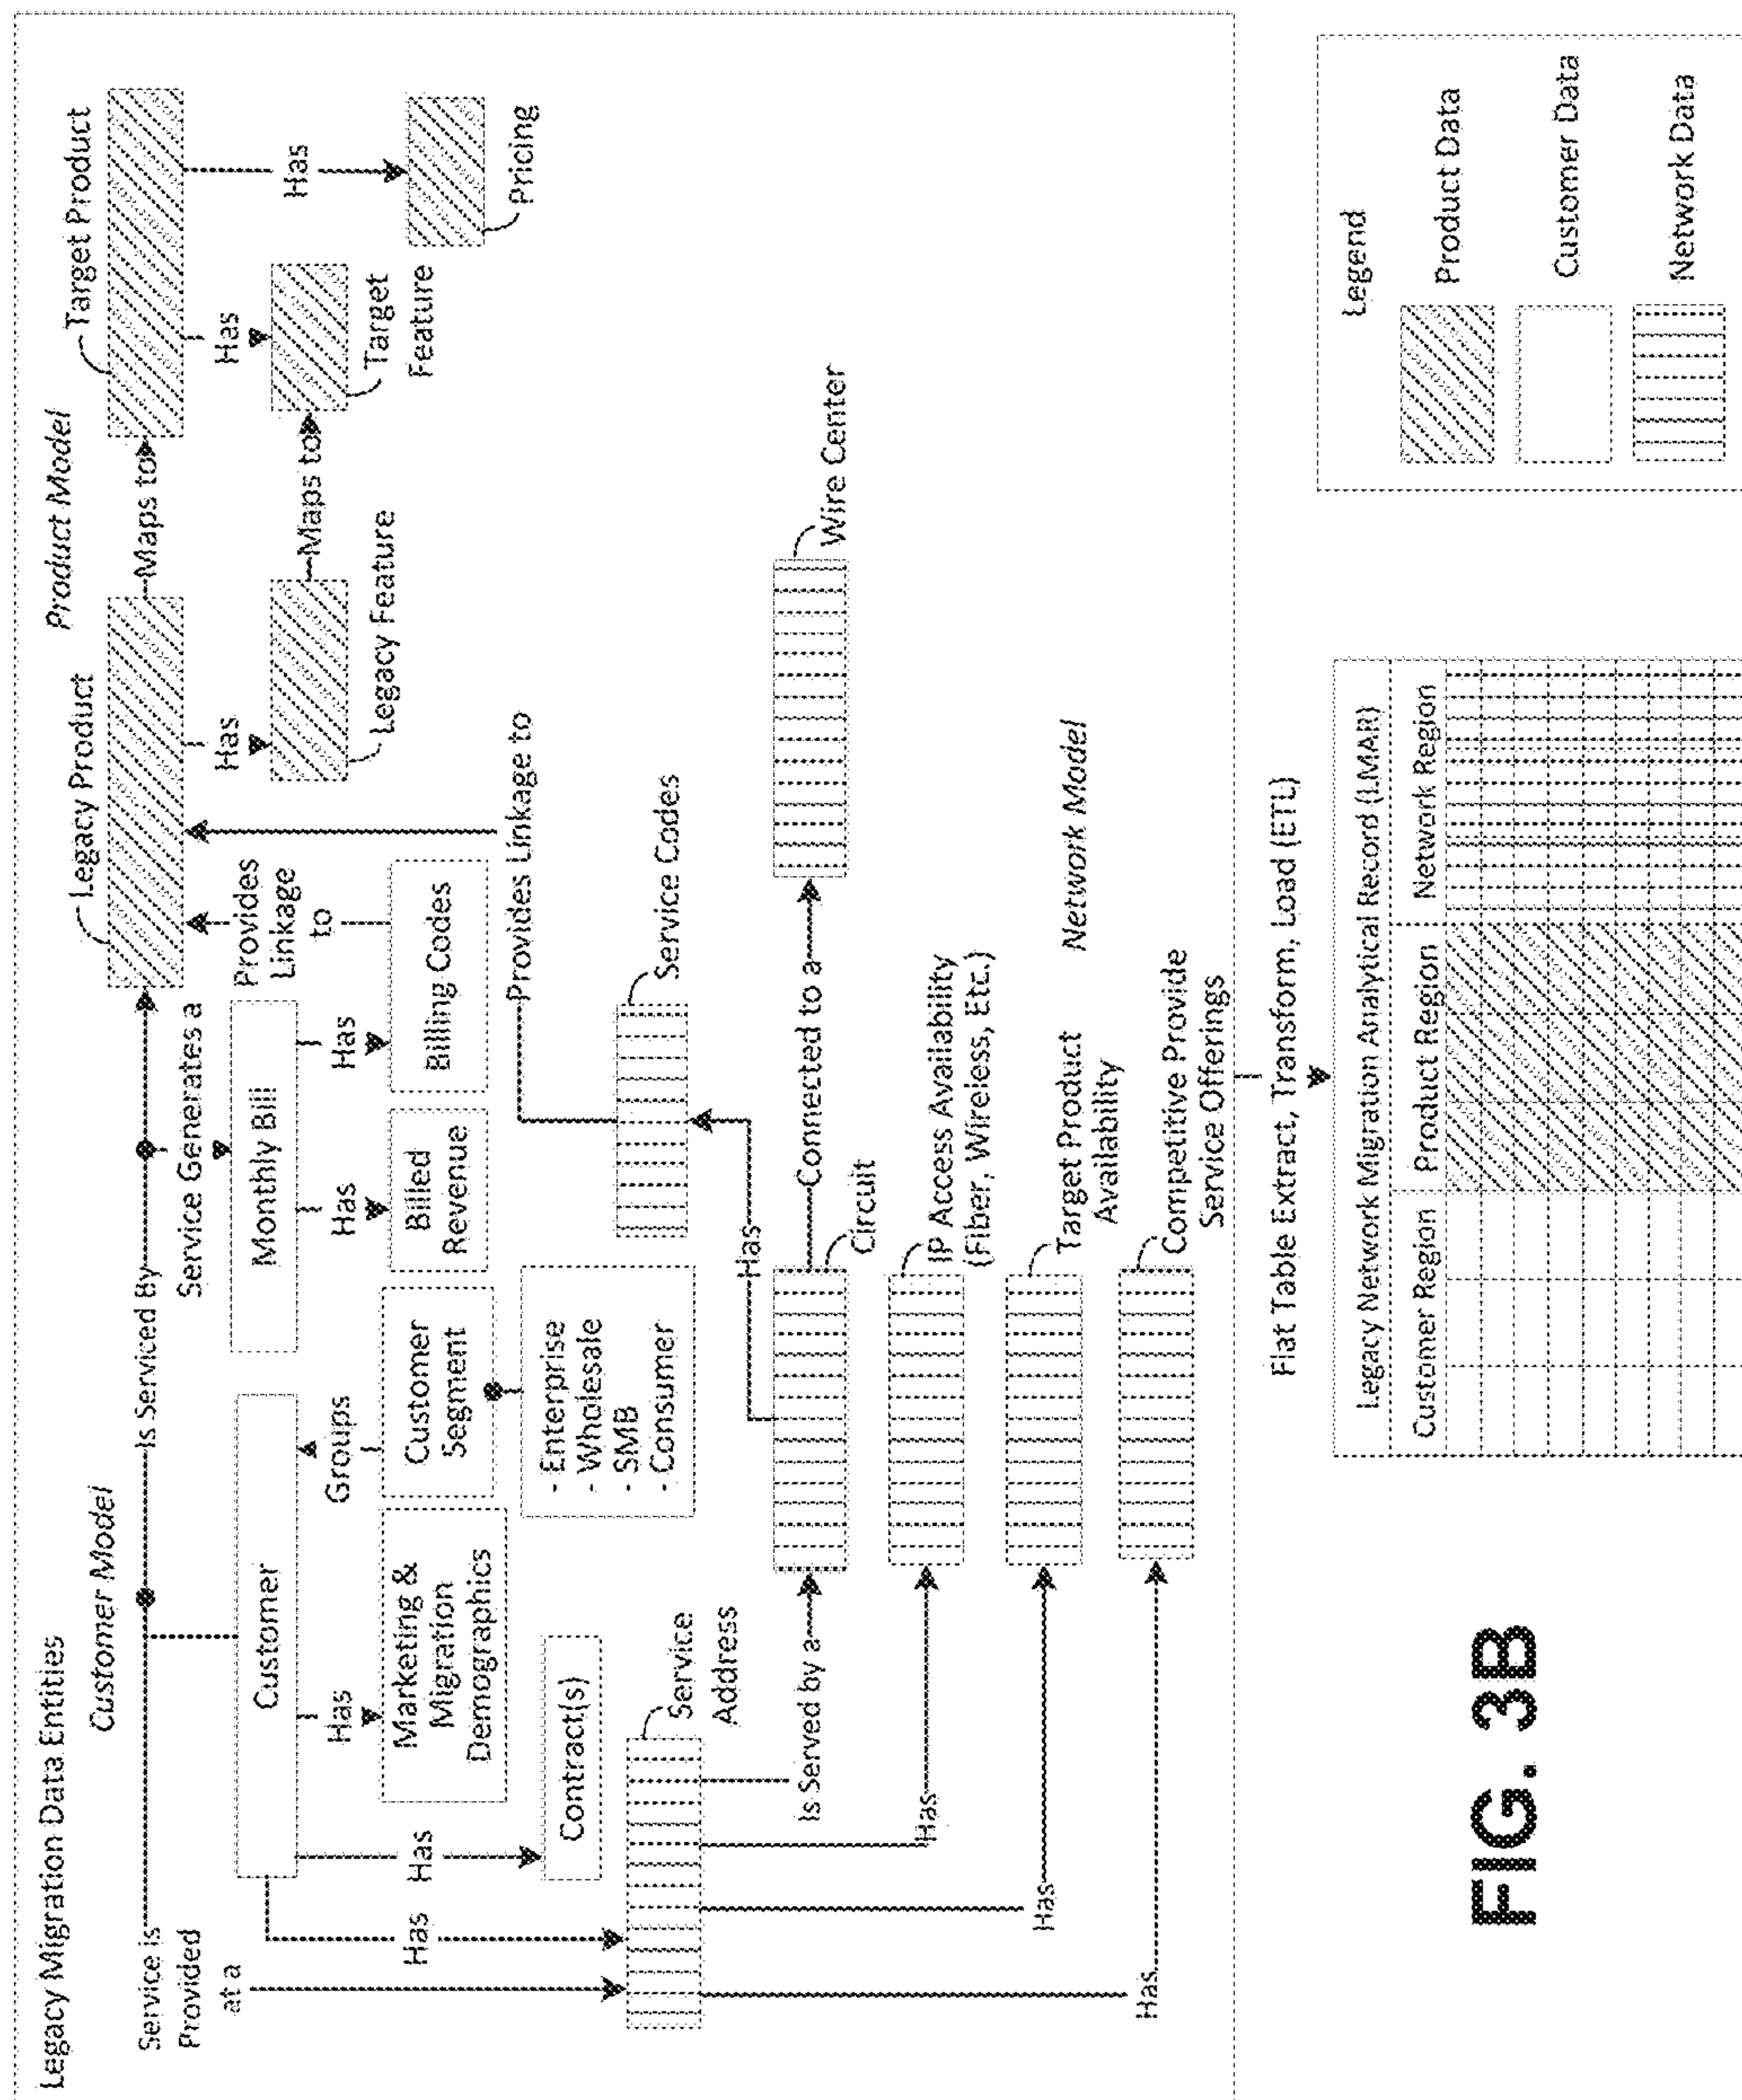 Legacy Migration Data Entities
Customer Model
Product Model
Service is
Provided
at a
Is Serviced By
Service Generates a
Legacy Product
Maps to
Target Product
Customer
Monthly Bill
Provides
Linkage
to
Has
Has
Has
Has
Has
Groups
Has
Has
Has
Marketing &
Migration
Demographics
Customer
Segment
Billed
Revenue
Billing Codes
Legacy Feature
Maps to
Target
Feature
Pricing
Contract(s)
- Enterprise
- Wholesale
- SMB
- Consumer
Provides Linkage to
Service
Address
Service Codes
Has
Is Served by a
Circuit
Connected to a
Wire Center
Has
IP Access Availability
(Fiber, Wireless, Etc.)
Has
Target Product
Availability
Network Model
Has
Competitive Provide
Service Offerings
Flat Table Extract, Transform, Load (ETL)
Legacy Network Migration Analytical Record (LMAR)
Customer Region
Product Region
Network Region
Legend
Product Data
Customer Data
Network Data
FIG. 3B